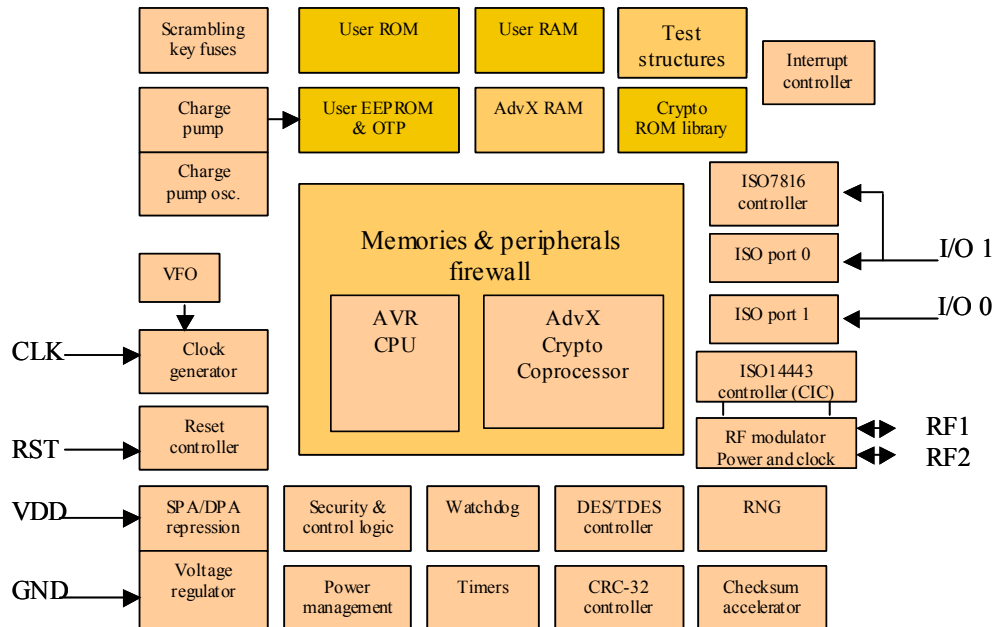 Scrambling
key fuses
User ROM
User RAM
Test
structures
Interrupt
controller
Charge
pump
User EEPROM
& OTP
AdvX RAM
Crypto
ROM library
Charge
pump osc.
ISO7816
controller
Memories & peripherals
firewall
ISO port 0
I/O 1
VFO
AVR
CPU
AdvX
Crypto
Coprocessor
ISO port 1
I/O 0
CLK
Clock
generator
ISO14443
controller (CIC)
RST
Reset
controller
RF modulator
Power and clock
RF1
RF2
VDD
SPA/DPA
repression
Security &
control logic
Watchdog
DES/TDES
controller
RNG
GND
Voltage
regulator
Power
management
Timers
CRC-32
controller
Checksum
accelerator